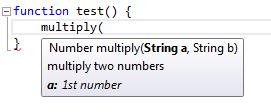 function test() {
multiply(
}
Number multiply(String a, String b)
multiply two numbers
a: 1st number